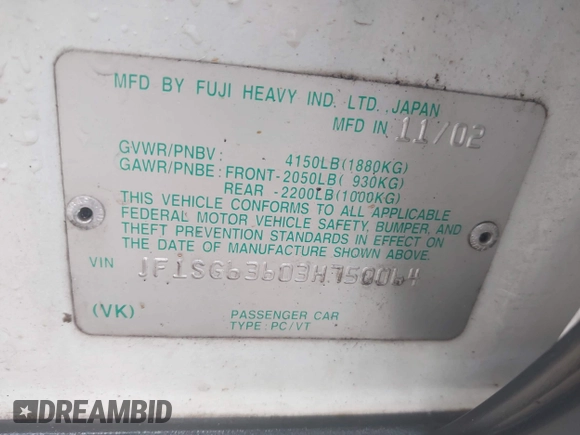 MFD BY FUJI HEAVY IND. LTD., JAPAN
MFD IN 11/02
GVWR/PNBV: 4150LB(1880KG)
GAWR/PNBE: FRONT-2050LB( 930KG)
REAR -2200LB(1000KG)
THIS VEHICLE CONFORMS TO ALL APPLICABLE
FEDERAL MOTOR VEHICLE SAFETY, BUMPER, AND
THEFT PREVENTION STANDARDS IN EFFECT ON
THE DATE OF MANUFACTURE SHOWN ABOVE.
VIN JF1SG63603H750064
(VK) PASSENGER CAR
TYPE: PC/VT
DREAMBID